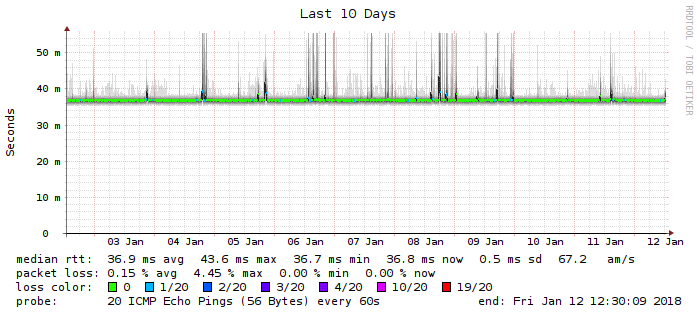 Last 10 Days
RRDTOOL / TOBI OETIKER
Seconds
50 m
40 m
30 m
20 m
10 m
0
03 Jan 04 Jan 05 Jan 06 Jan 07 Jan 08 Jan 09 Jan 10 Jan 11 Jan 12 Jan
median rtt: 36.9 ms avg 43.6 ms max 36.7 ms min 36.8 ms now 0.5 ms sd 67.2 am/s
packet loss: 0.15 % avg 4.45 % max 0.00 % min 0.00 % now
loss color: 0 1/20 2/20 3/20 4/20 10/20 19/20
probe: 20 ICMP Echo Pings (56 Bytes) every 60s end: Fri Jan 12 12:30:09 2018